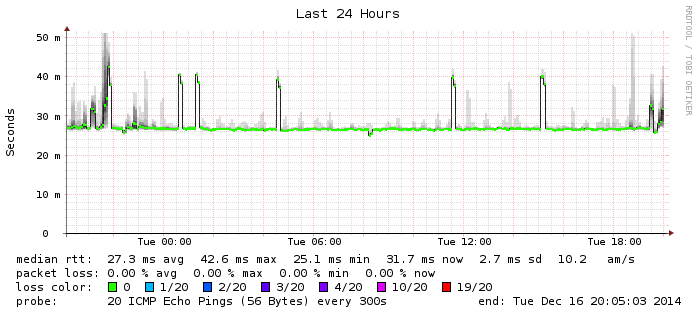 Last 24 Hours
RRDTOOL / TOBI OETIKER
Seconds
50 m
40 m
30 m
20 m
10 m
0
Tue 00:00 Tue 06:00 Tue 12:00 Tue 18:00
median rtt: 27.3 ms avg 42.6 ms max 25.1 ms min 31.7 ms now 2.7 ms sd 10.2 am/s
packet loss: 0.00 % avg 0.00 % max 0.00 % min 0.00 % now
loss color: 0 1/20 2/20 3/20 4/20 10/20 19/20
probe: 20 ICMP Echo Pings (56 Bytes) every 300s end: Tue Dec 16 20:05:03 2014